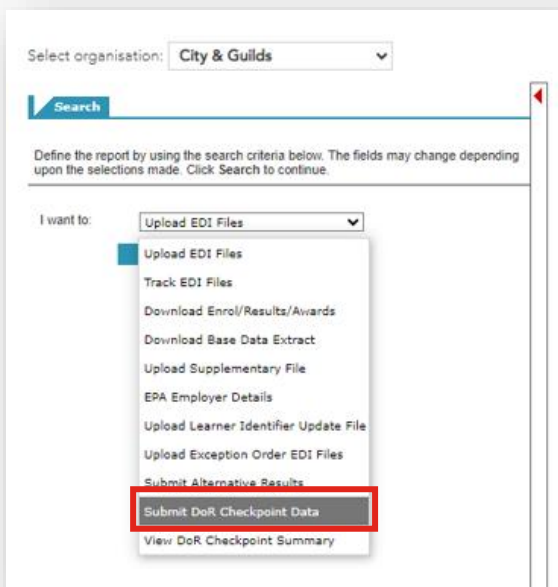 Select organisation: City & Guilds
Search
Define the report by using the search criteria below. The fields may change depending
upon the selections made. Click Search to continue.
I want to: Upload EDI Files
Upload EDI Files
Track EDI Files
Download Enrol/Results/Awards
Download Base Data Extract
Upload Supplementary File
EPA Employer Details
Upload Learner Identifier Update File
Upload Exception Order EDI Files
Submit Alternative Results
Submit DoR Checkpoint Data
View DoR Checkpoint Summary